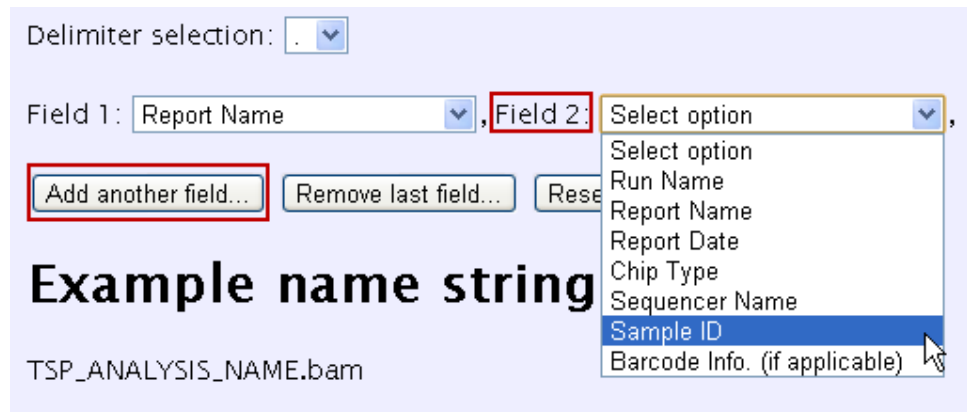 Delimiter selection: .
Field 1: Report Name , Field 2: Select option ,
Select option
Run Name
Add another field... Remove last field... Rese
Report Name
Report Date
Chip Type
Example name string
Sequencer Name
Sample ID
TSP_ANALYSIS_NAME.bam
Barcode Info. (if applicable)